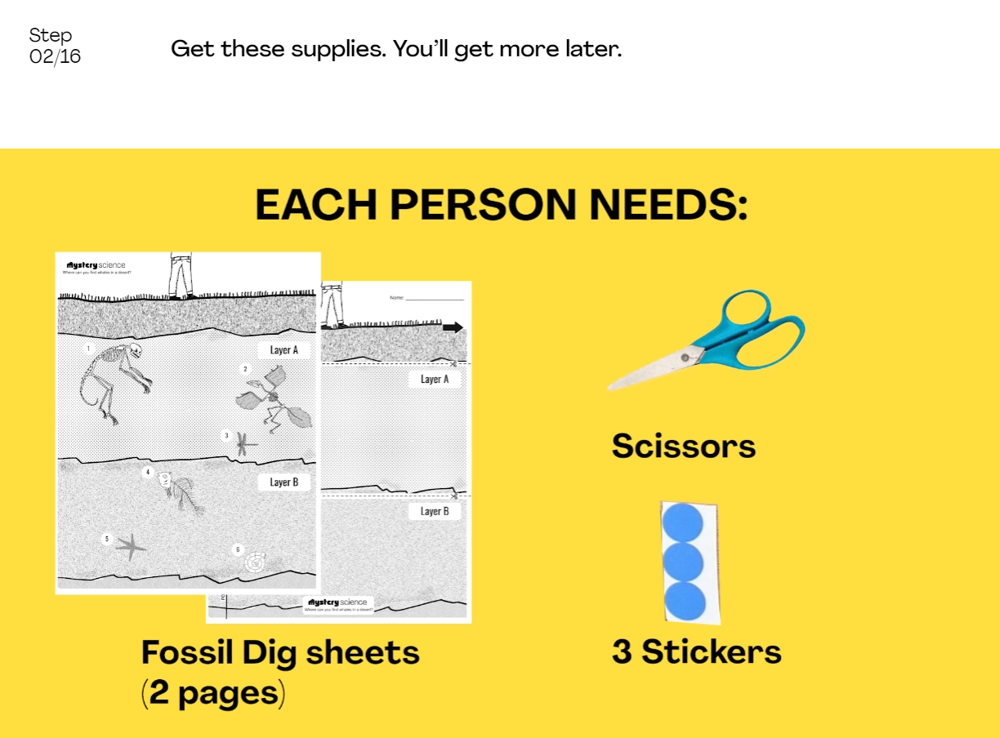 Step
02/16
Get these supplies. You'll get more later.
EACH PERSON NEEDS:
Mystery science
Where can you find whales in a desert?
Layer A
1
2
3
Layer B
4
5
6
Name:
Layer A
Layer B
Mystery science
Where can you find whales in a desert?
Fossil Dig sheets
(2 pages)
Scissors
3 Stickers